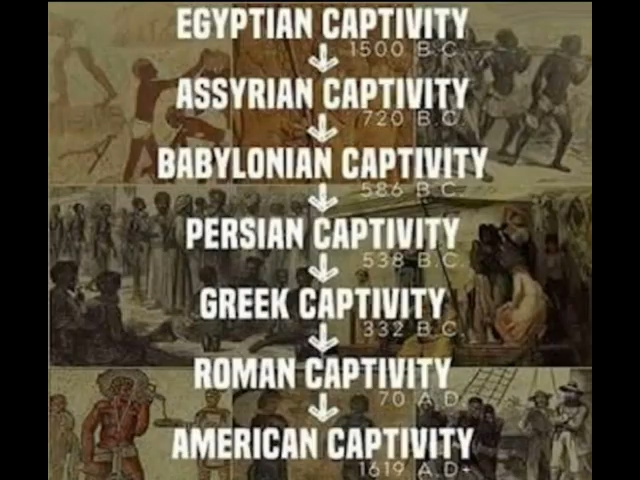 EGYPTIAN CAPTIVITY
1500 B.C.
ASSYRIAN CAPTIVITY
720 B.C.
BABYLONIAN CAPTIVITY
586 B.C.
PERSIAN CAPTIVITY
538 B.C.
GREEK CAPTIVITY
332 B.C.
ROMAN CAPTIVITY
70 A.D
AMERICAN CAPTIVITY
1619 A.D+